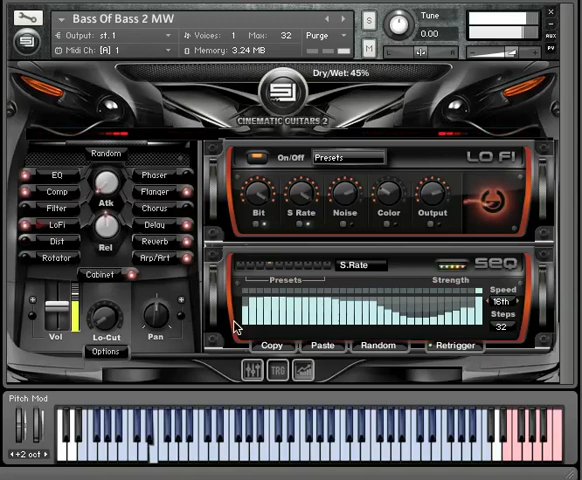 Bass Of Bass 2 MW
Output: st.1 Voices: 1 Max: 32 Purge
Midi Ch: [A] 1 Memory: 3.24 MB
S
M
Tune
0.00
AUX
PV
Dry/Wet: 45%
SI
CINEMATIC GUITARS 2
Random
EQ
Comp
Filter
LoFi
Dist
Rotator
Atk
Rel
Phaser
Flanger
Chorus
Delay
Reverb
Arp/Art
Cabinet
Vol
Lo-Cut
Pan
Options
On/Off Presets LO FI
Bit S Rate Noise Color Output
S.Rate SEQ
Presets Strength Speed
16th
Steps
32
Copy Paste Random Retrigger
TRG
Pitch Mod
+2 oct